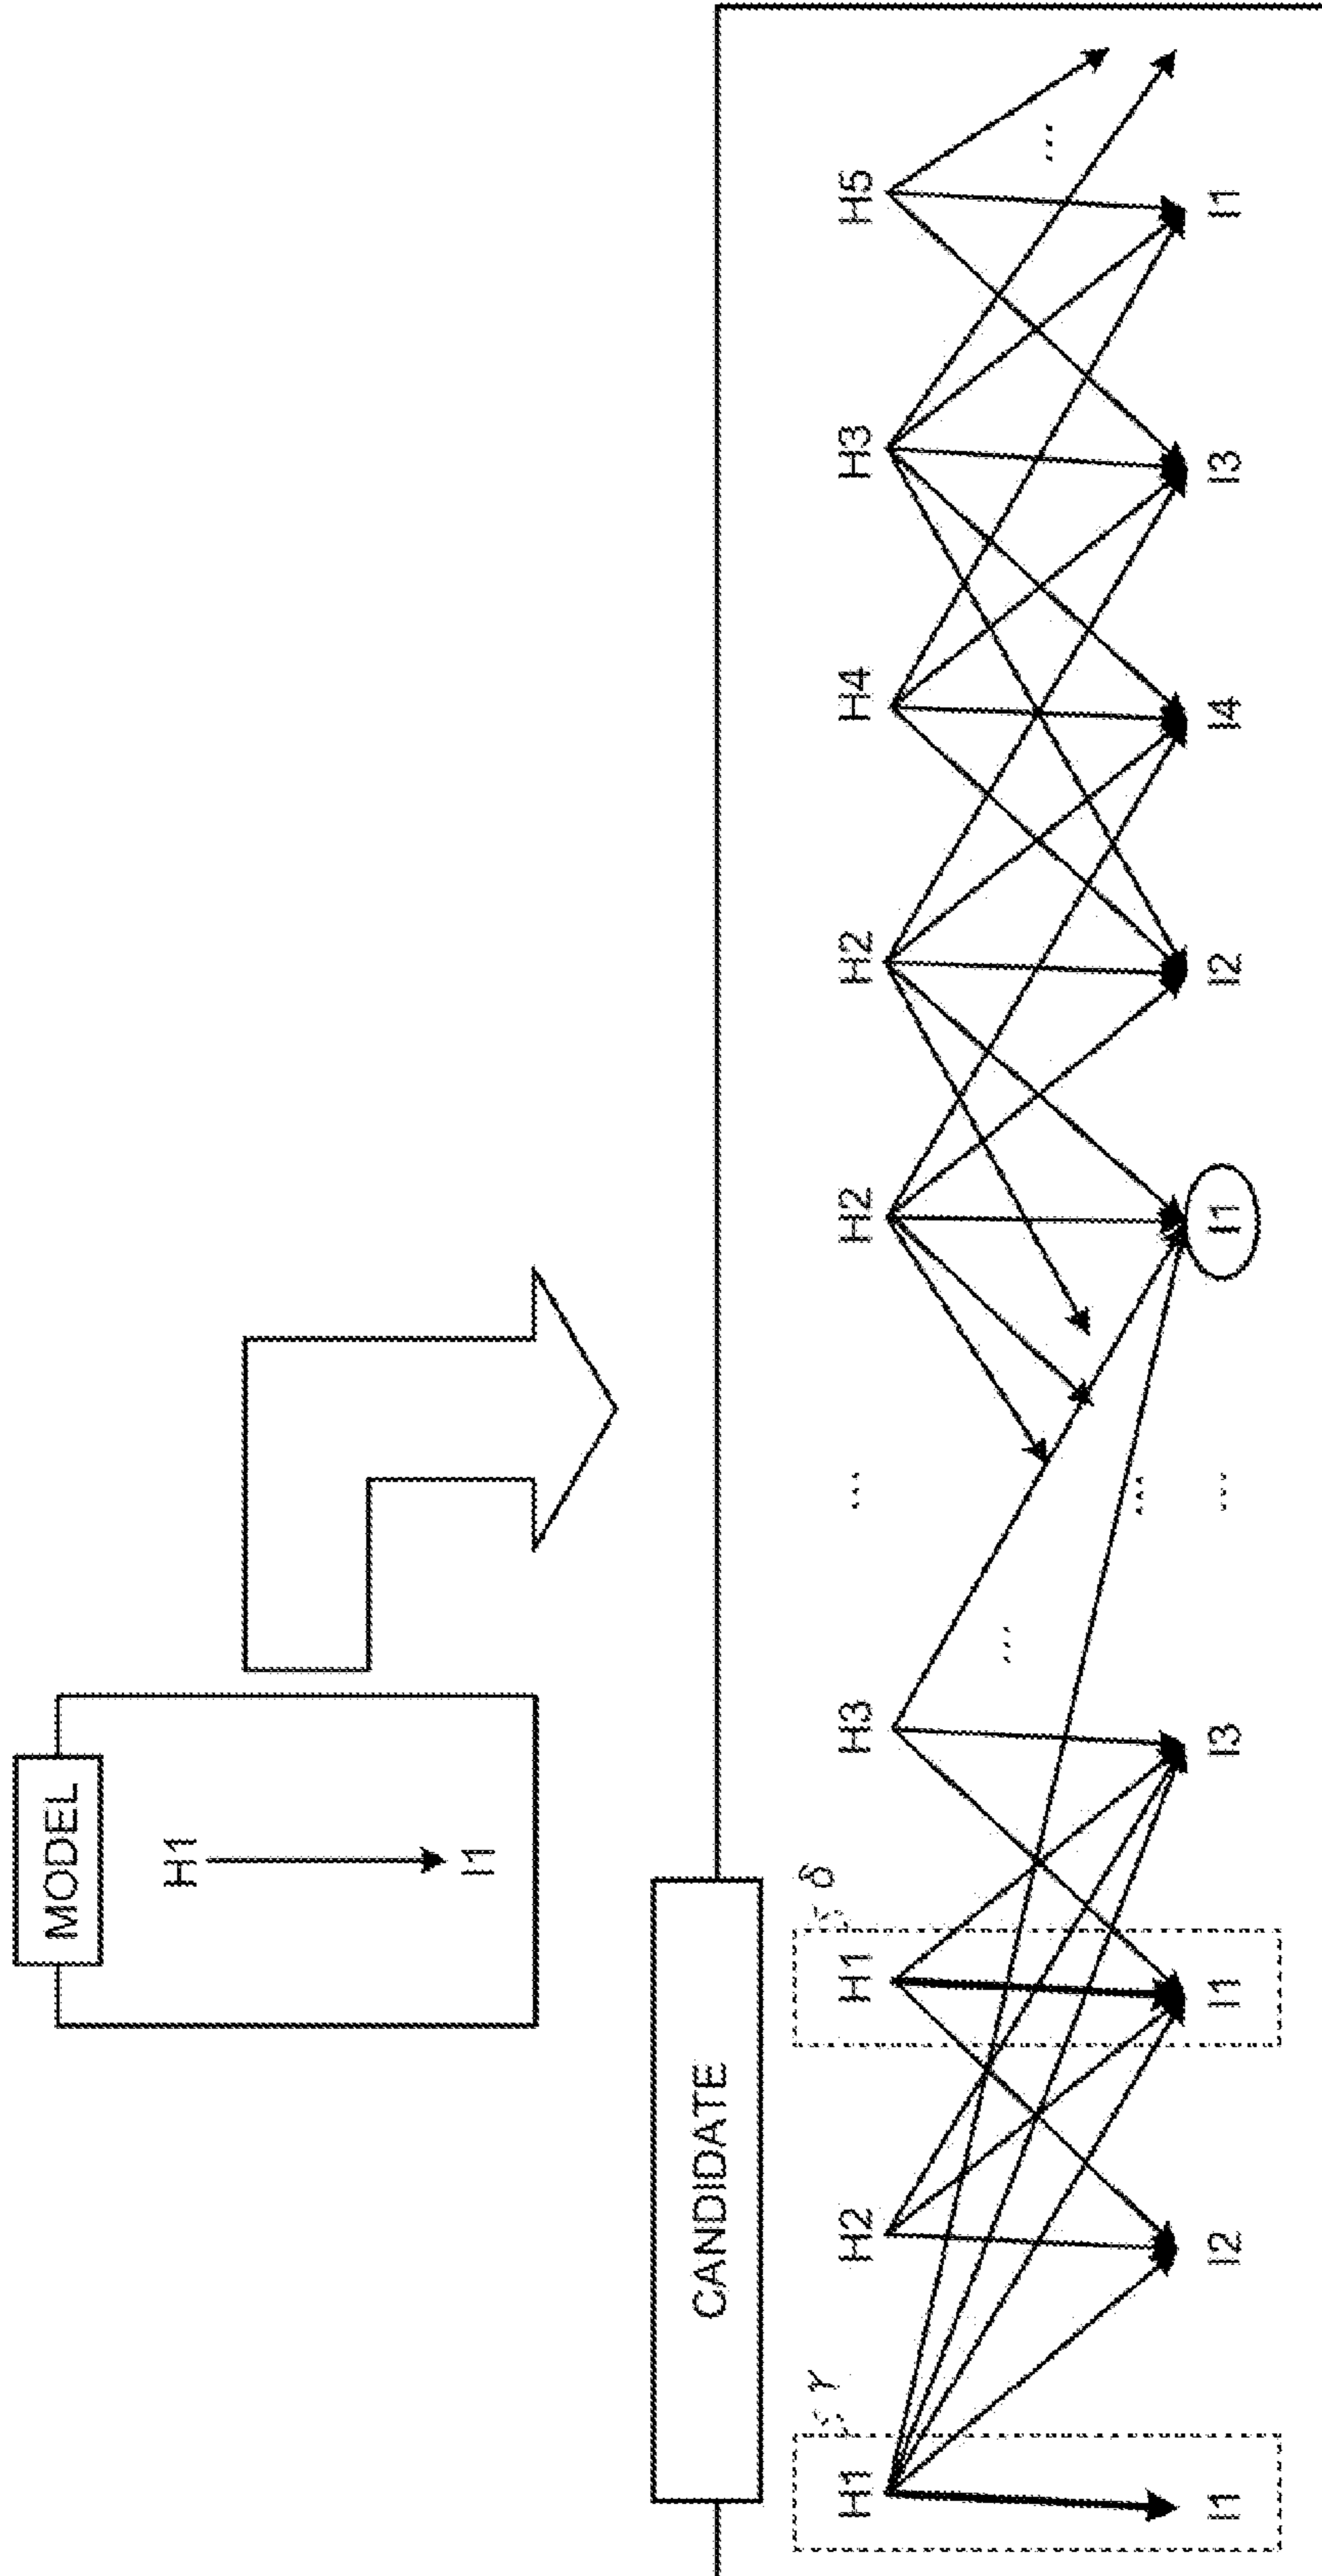 MODEL
H1
I1
CANDIDATE
γ δ
H1 H2 H1 H3 ... H2 H2 H4 H3 H5
... ... ...
I1 I2 I1 I3 ... I1 I2 I4 I3 I1